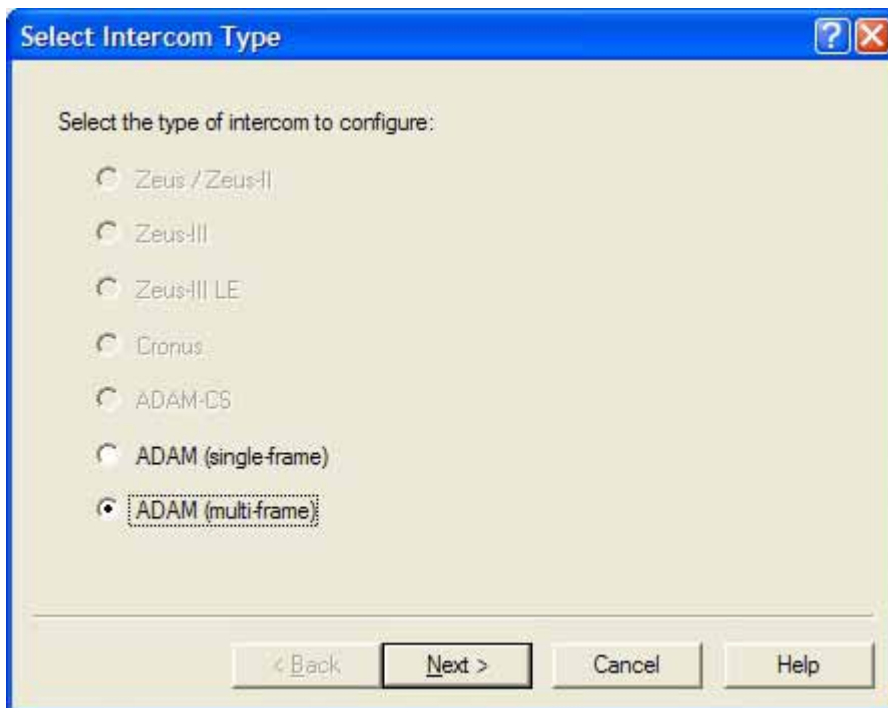 Select Intercom Type
Select the type of intercom to configure:
Zeus / Zeus-II
Zeus-III
Zeus-III LE
Cronus
ADAM-CS
ADAM (single-frame)
ADAM (multi-frame)
< Back Next > Cancel Help